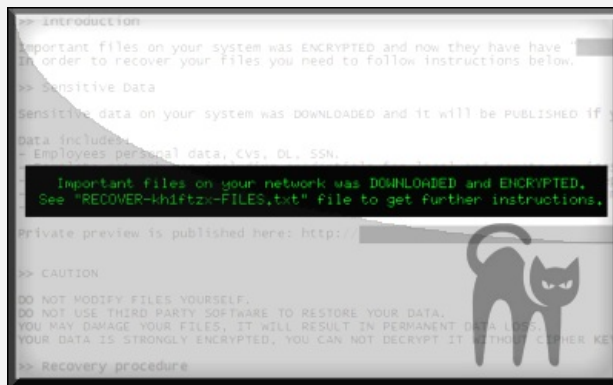 >> Introduction
Important files on your system was ENCRYPTED and now they have have "
In order to recover your files you need to follow instructions below.
>> Sensitive Data
Sensitive data on your system was DOWNLOADED and it will be PUBLISHED if y
Data includes:
- Employees personal data, CVs, DL, SSN.
Important files on your network was DOWNLOADED and ENCRYPTED.
See "RECOVER-kh1ftzx-FILES.txt" file to get further instructions.
Private preview is published here: http://
>> CAUTION
DO NOT MODIFY FILES YOURSELF.
DO NOT USE THIRD PARTY SOFTWARE TO RESTORE YOUR DATA.
YOU MAY DAMAGE YOUR FILES, IT WILL RESULT IN PERMANENT DATA LOSS.
YOUR DATA IS STRONGLY ENCRYPTED, YOU CAN NOT DECRYPT IT WITHOUT CIPHER KEY
>> Recovery procedure